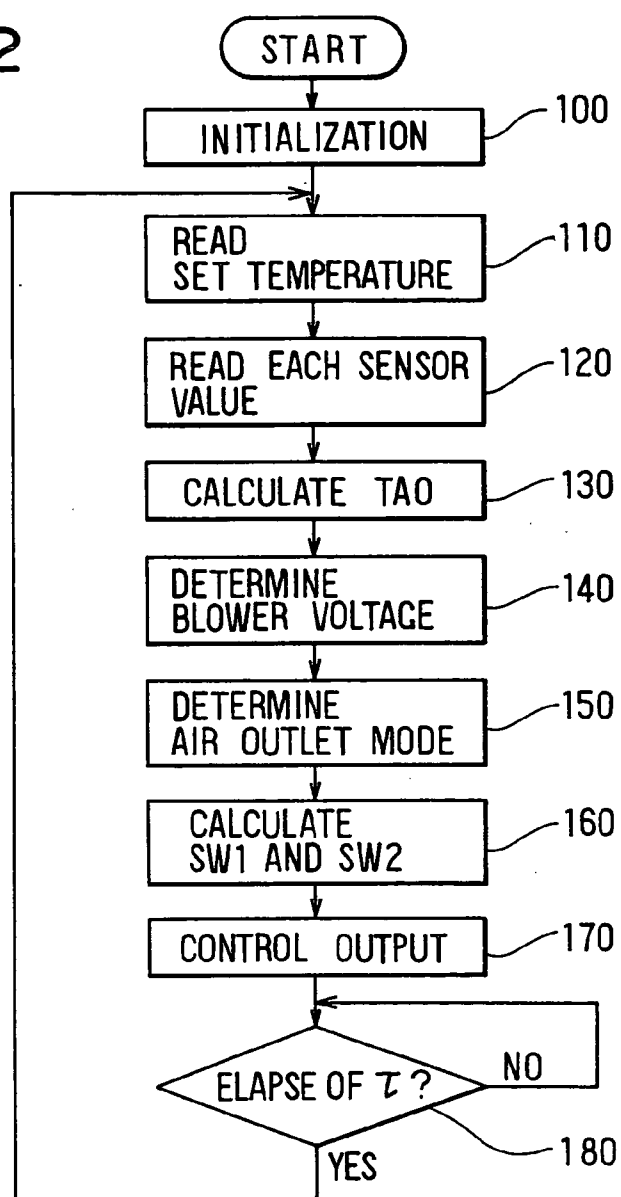 2
START
INITIALIZATION
100
READ
SET TEMPERATURE
110
READ EACH SENSOR
VALUE
120
CALCULATE TAO
130
DETERMINE
BLOWER VOLTAGE
140
DETERMINE
AIR OUTLET MODE
150
CALCULATE
SW1 AND SW2
160
CONTROL OUTPUT
170
ELAPSE OF τ?
NO
180
YES